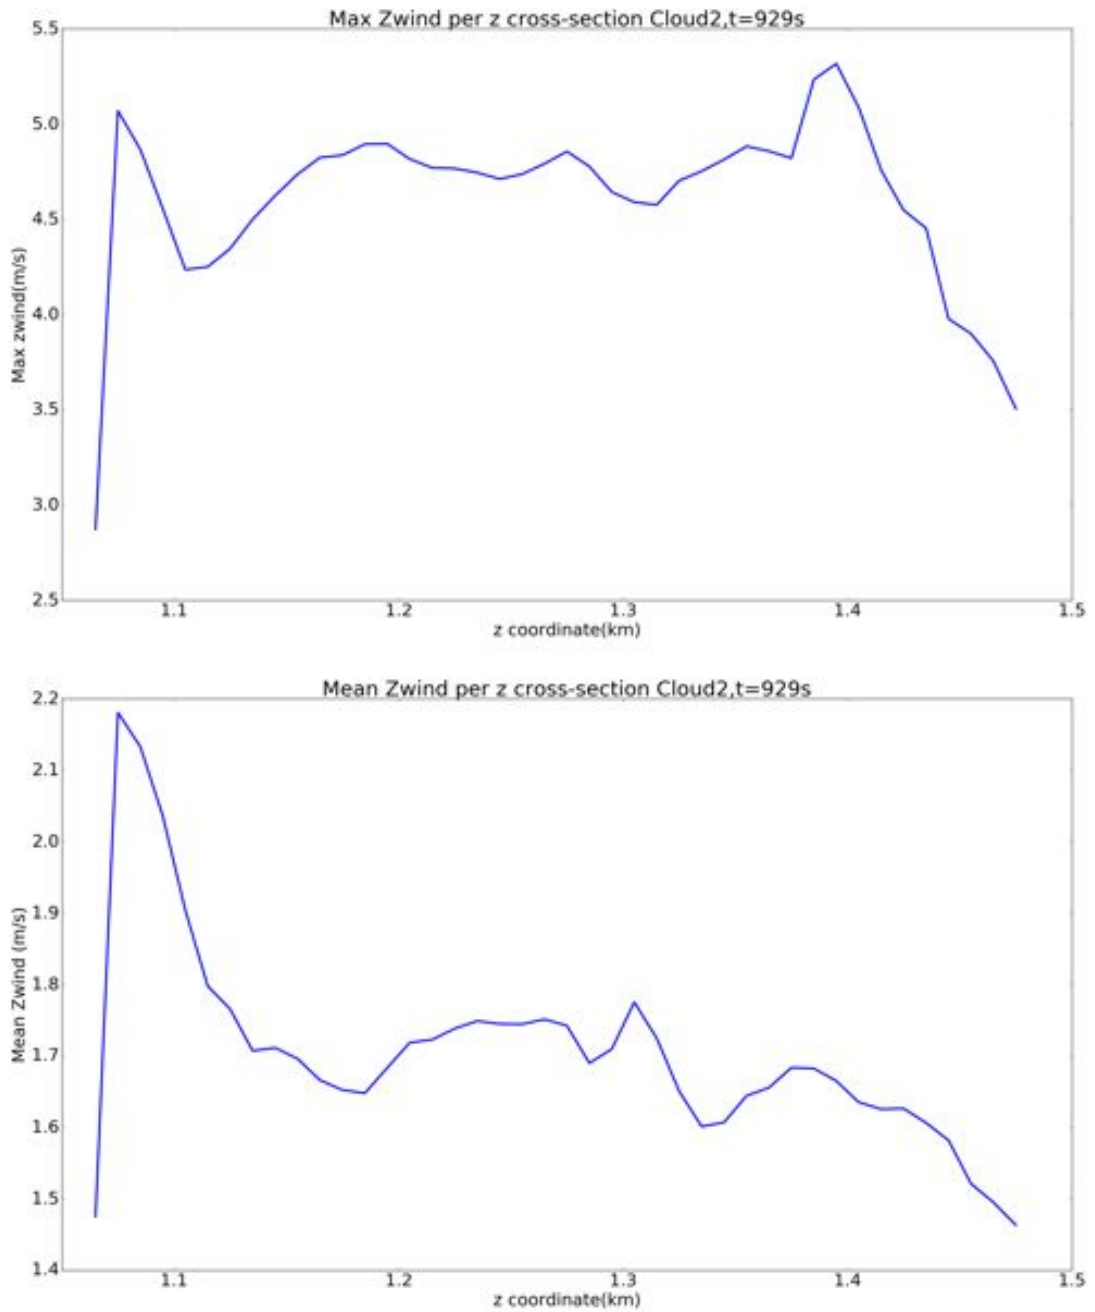 Max Zwind per z cross-section Cloud2,t=929s
5.5
5.0
4.5
4.0
3.5
3.0
2.5
Max zwind(m/s)
1.1 1.2 1.3 1.4 1.5
z coordinate(km)
Mean Zwind per z cross-section Cloud2,t=929s
2.2
2.1
2.0
1.9
1.8
1.7
1.6
1.5
1.4
Mean Zwind (m/s)
1.1 1.2 1.3 1.4 1.5
z coordinate(km)